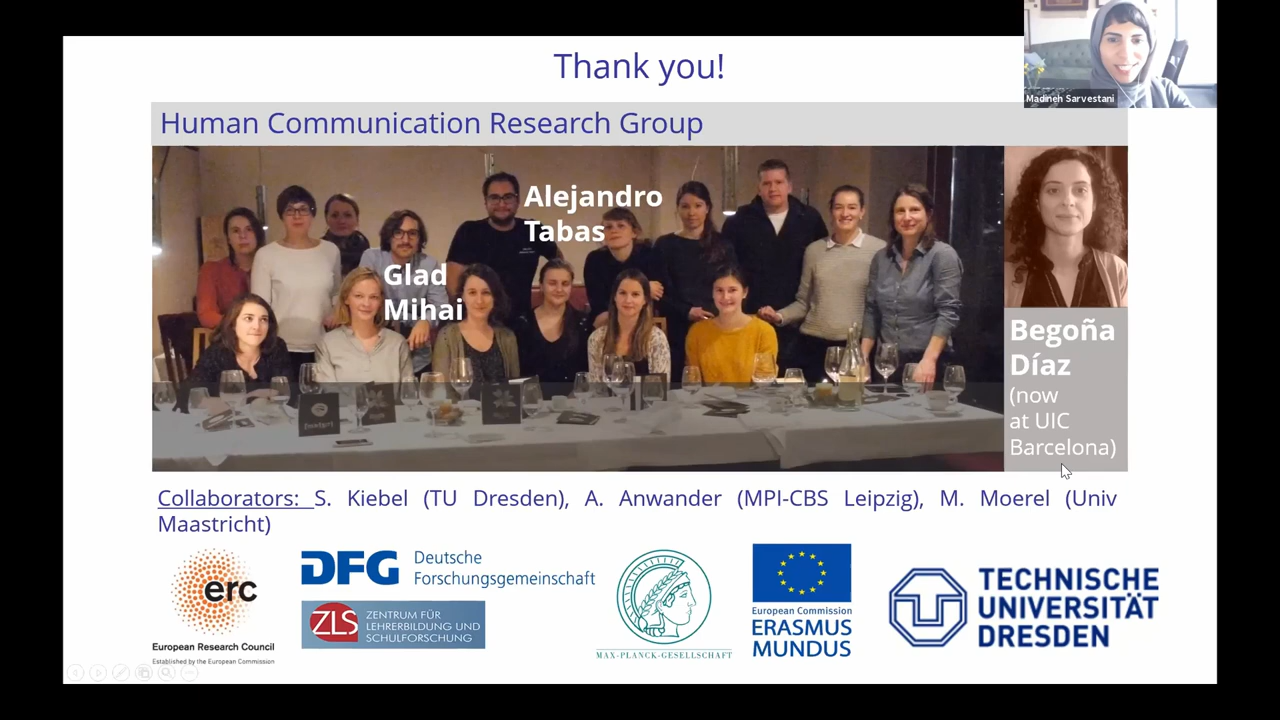 Thank you!
Madineh Sarvestani
Human Communication Research Group
Alejandro
Tabas
Glad
Mihai
Begoña
Díaz
(now
at UIC
Barcelona)
Collaborators: S. Kiebel (TU Dresden), A. Anwander (MPI-CBS Leipzig), M. Moerel (Univ
Maastricht)
erc
European Research Council
Established by the European Commission
DFG Deutsche
Forschungsgemeinschaft
ZLS ZENTRUM FÜR
LEHRERBILDUNG UND
SCHULFORSCHUNG
MAX-PLANCK-GESELLSCHAFT
European Commission
ERASMUS
MUNDUS
TECHNISCHE
UNIVERSITÄT
DRESDEN